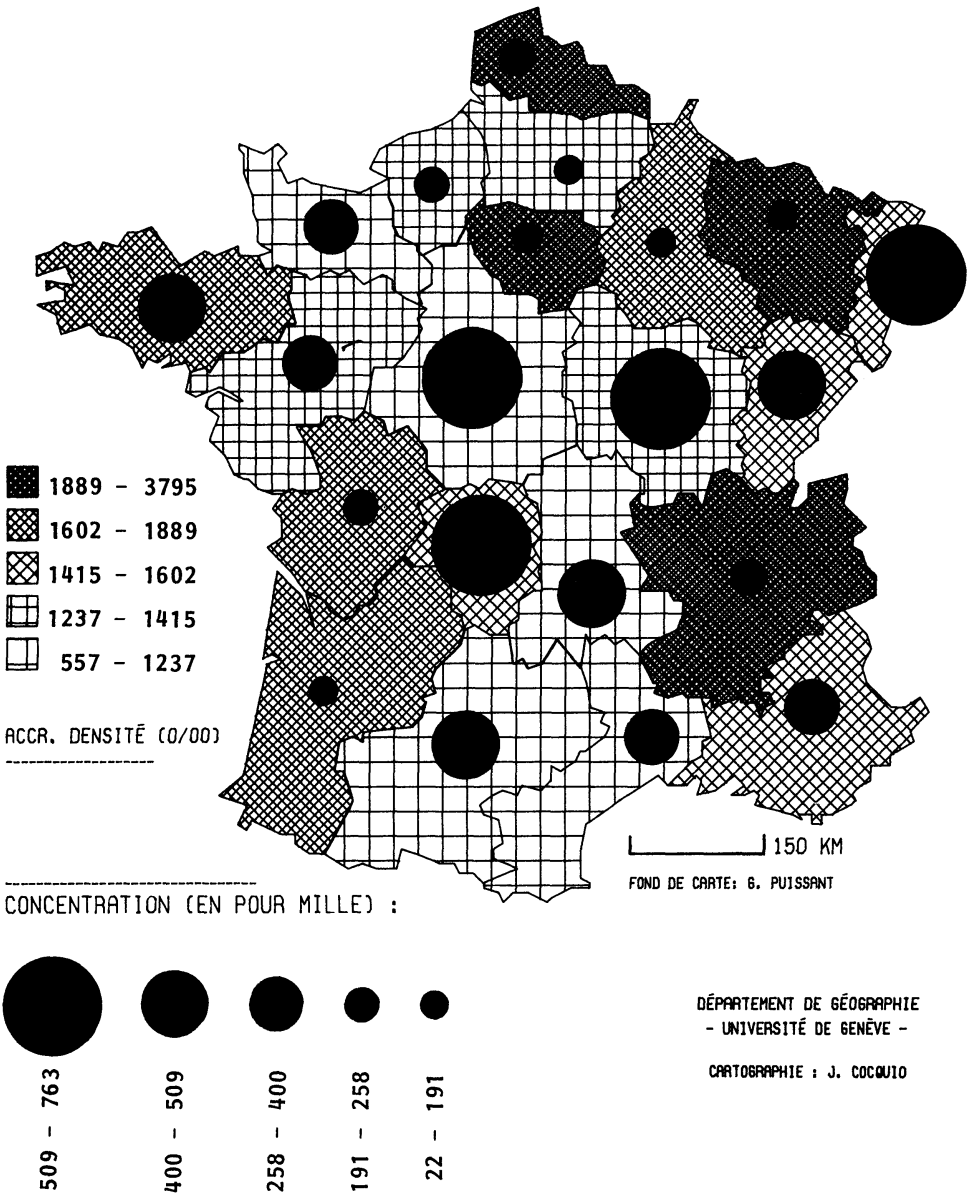 1889 - 3795
1602 - 1889
1415 - 1602
1237 - 1415
557 - 1237
ACCR. DENSITÉ (O/OO)
150 KM
FOND DE CARTE: G. PUISSANT
CONCENTRATION (EN POUR MILLE) :
509 - 763
400 - 509
258 - 400
191 - 258
22 - 191
DÉPARTEMENT DE GÉOGRAPHIE
- UNIVERSITÉ DE GENÈVE -
CARTOGRAPHIE : J. COCQUIO